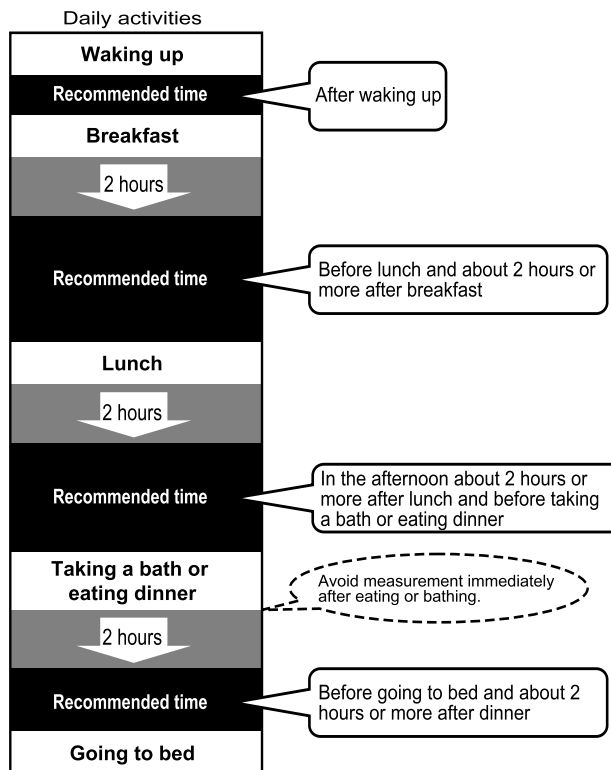 Daily activities
Waking up
Recommended time
After waking up
Breakfast
2 hours
Recommended time
Before lunch and about 2 hours or
more after breakfast
Lunch
2 hours
Recommended time
In the afternoon about 2 hours or
more after lunch and before taking
a bath or eating dinner
Taking a bath or
eating dinner
Avoid measurement immediately
after eating or bathing.
2 hours
Recommended time
Before going to bed and about 2
hours or more after dinner
Going to bed